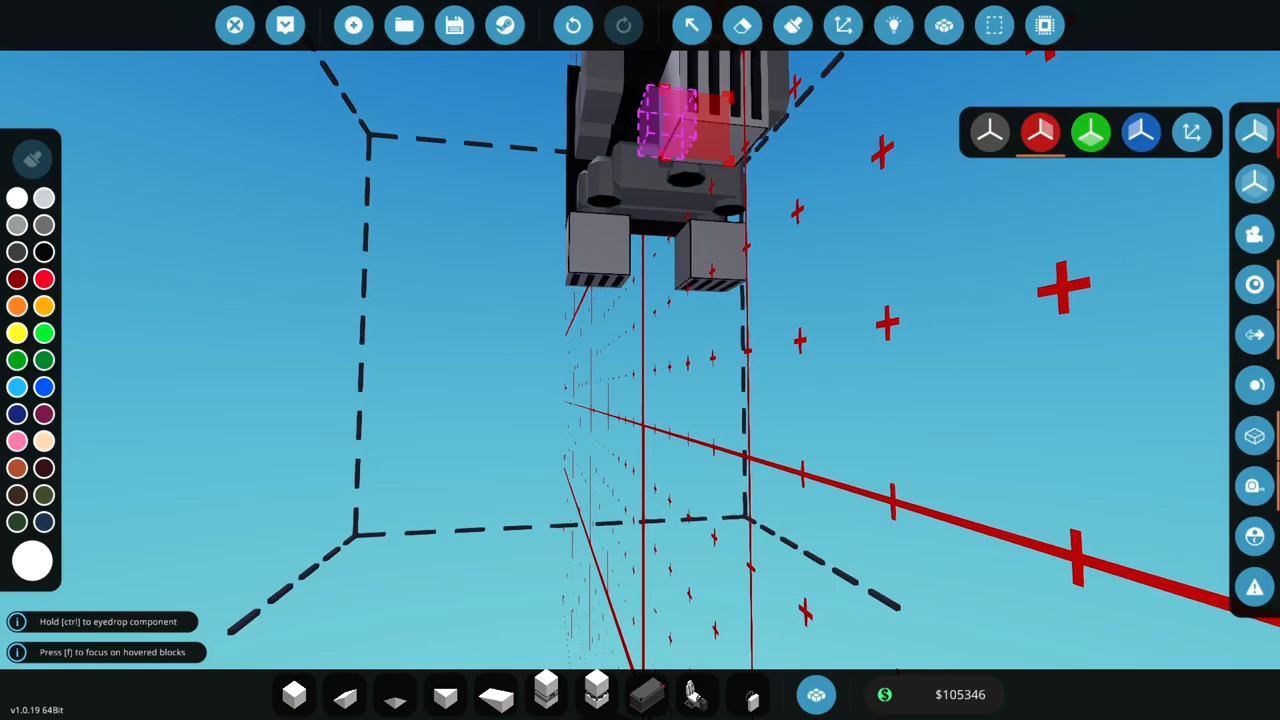 Hold [ctrl] to eyedrop component
Press [f] to focus on hovered blocks
v1.0.19 64Bit
$ $105346